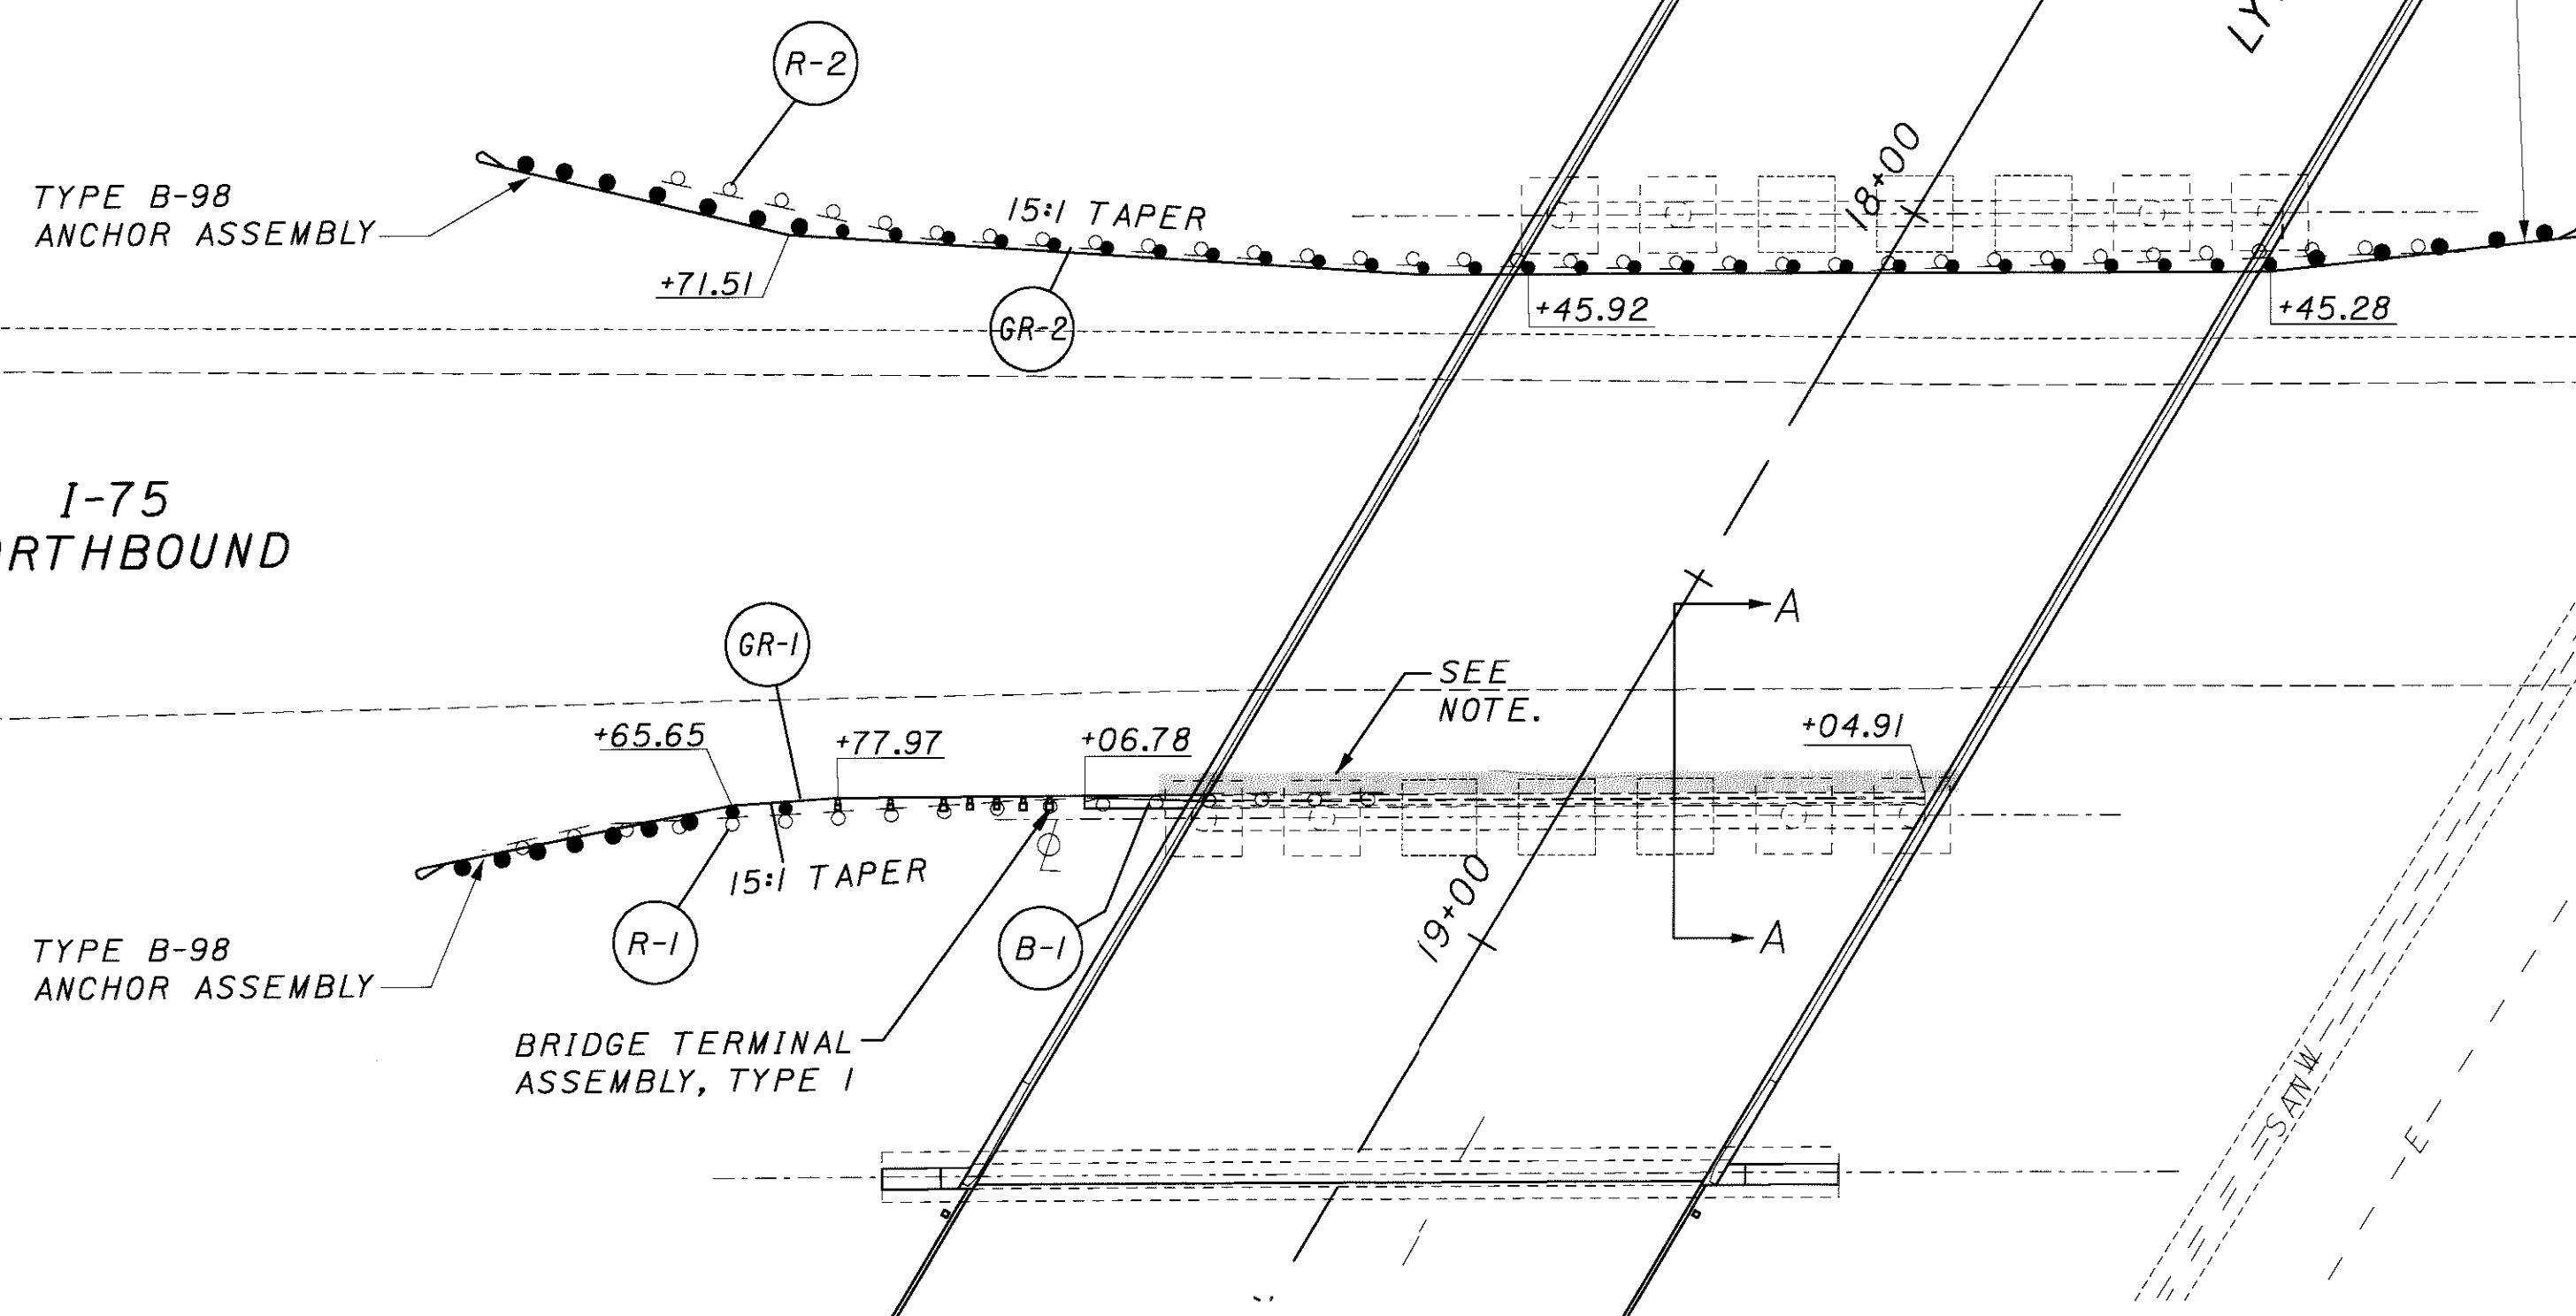 R-2
TYPE B-98
ANCHOR ASSEMBLY
15:1 TAPER
18+00
+71.51
GR-2
+45.92
+45.28
I-75
RTHBOUND
A
GR-1
SEE
NOTE.
+65.65
+77.97
+06.78
+04.91
15:1 TAPER
19+00
R-1
B-1
A
TYPE B-98
ANCHOR ASSEMBLY
BRIDGE TERMINAL
ASSEMBLY, TYPE 1
SANW
E